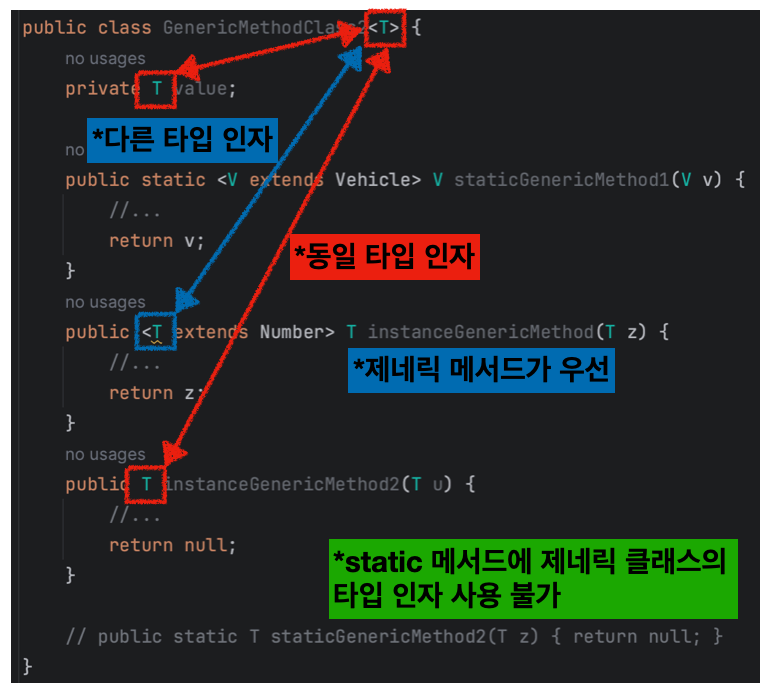 public class GenericMethodClass2<T> {
no usages
private T value;
no
*다른 타입 인자
public static <V extends Vehicle> V staticGenericMethod1(V v) {
//...
return v;
*동일 타입 인자
}
no usages
public <T extends Number> T instanceGenericMethod(T z) {
//...
*제네릭 메서드가 우선
return z;
}
no usages
public T instanceGenericMethod2(T u) {
//...
return null;
*static 메서드에 제네릭 클래스의
타입 인자 사용 불가
}
// public static T staticGenericMethod2(T z) { return null; }
}